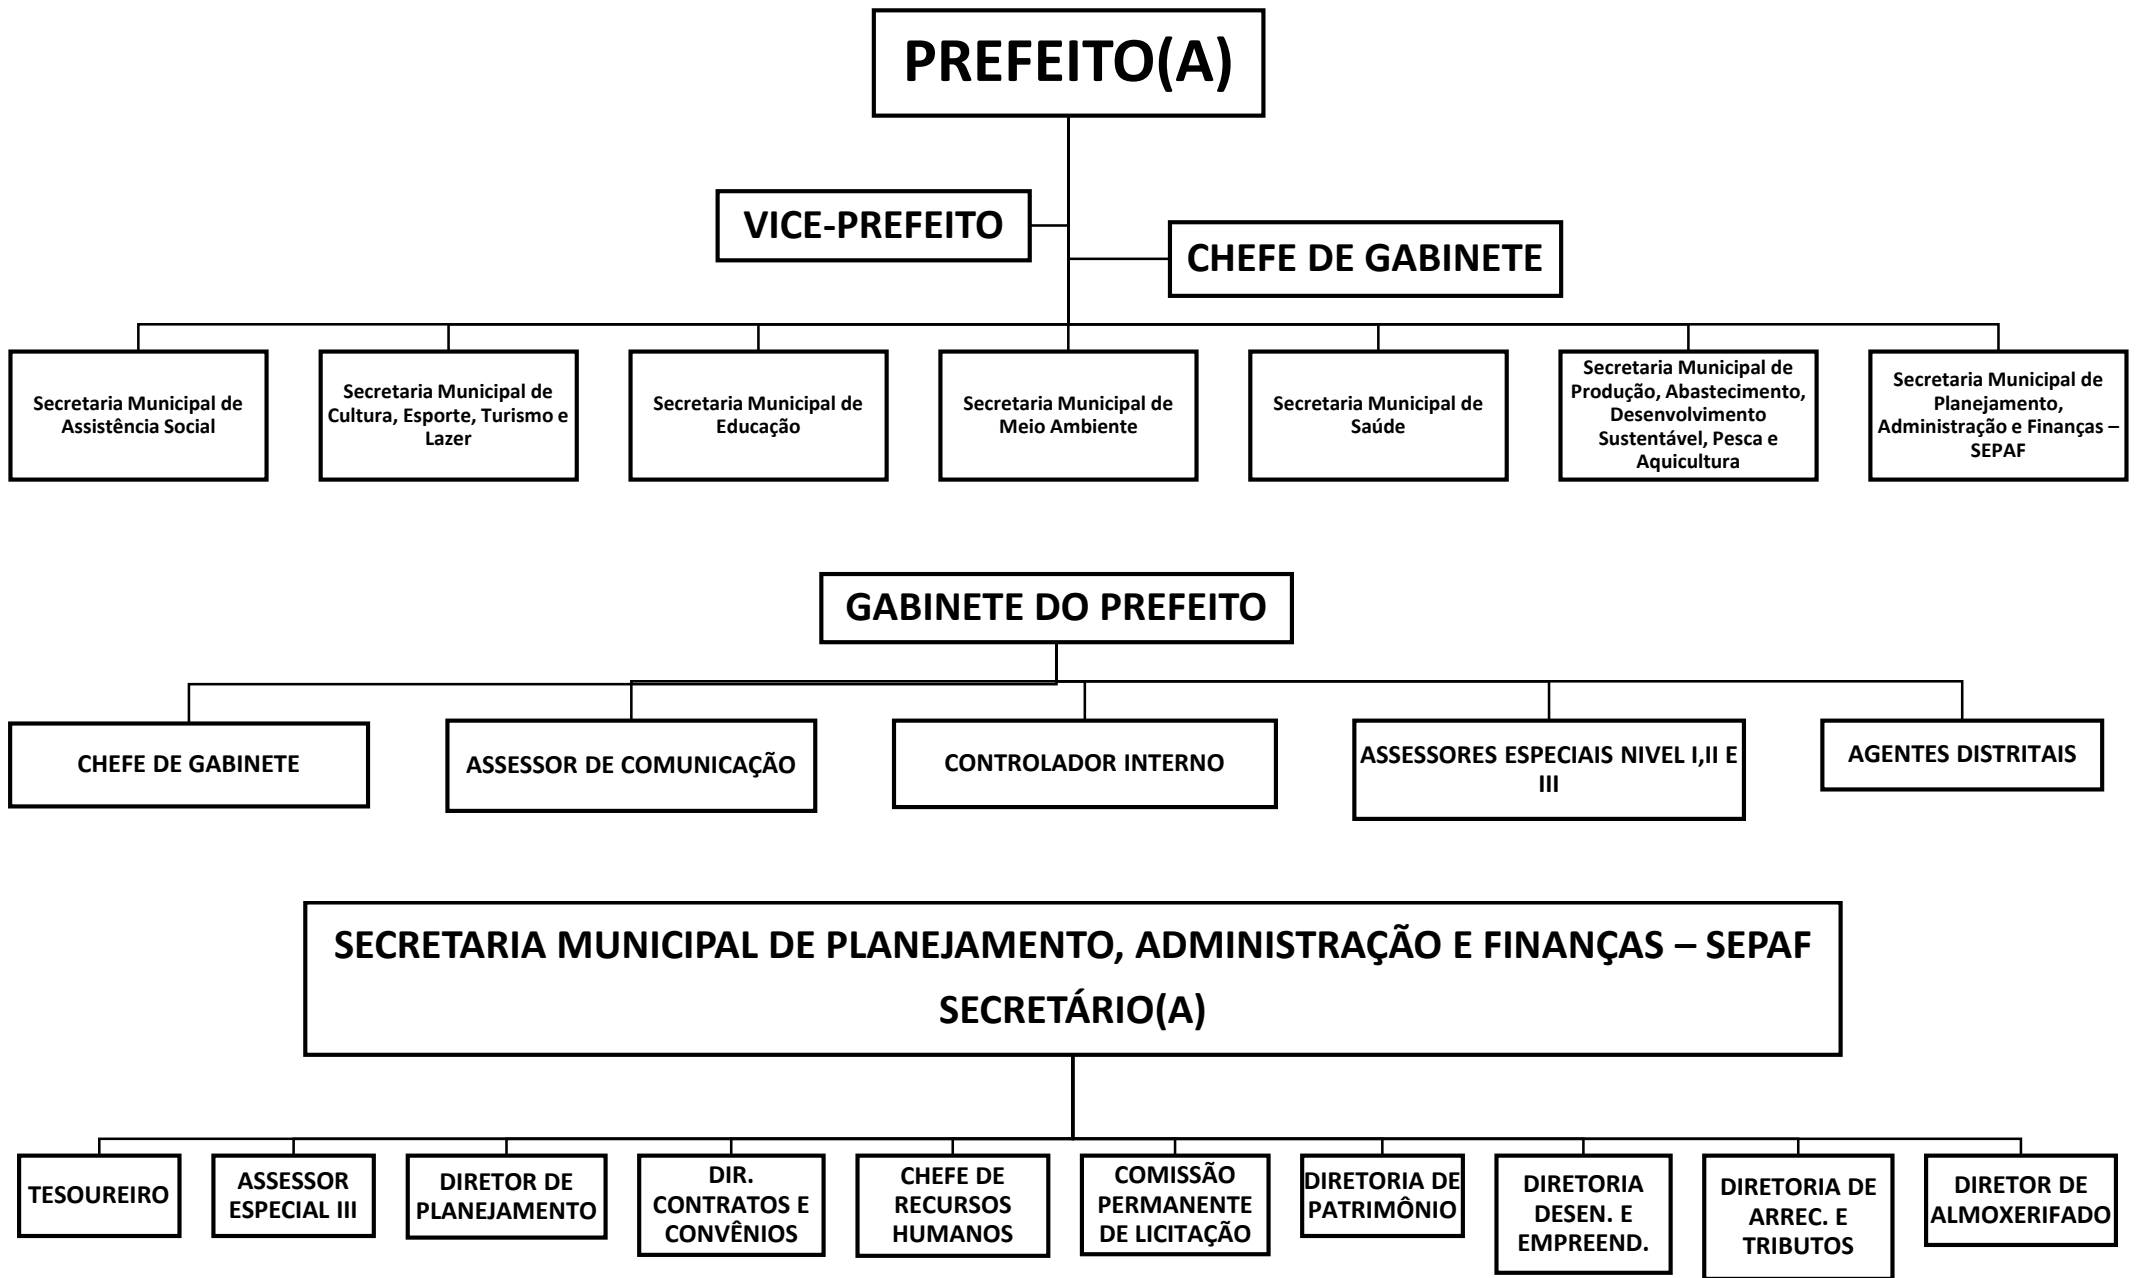 PREFEITO(A)
VICE-PREFEITO
CHEFE DE GABINETE
Secretaria Municipal de
Assistência Social
Secretaria Municipal de
Cultura, Esporte, Turismo e
Lazer
Secretaria Municipal de
Educação
Secretaria Municipal de
Meio Ambiente
Secretaria Municipal de
Saúde
Secretaria Municipal de
Produção, Abastecimento,
Desenvolvimento
Sustentável, Pesca e
Aquicultura
Secretaria Municipal de
Planejamento,
Administração e Finanças –
SEPAF
GABINETE DO PREFEITO
CHEFE DE GABINETE
ASSESSOR DE COMUNICAÇÃO
CONTROLADOR INTERNO
ASSESSORES ESPECIAIS NIVEL I,II E
III
AGENTES DISTRITAIS
SECRETARIA MUNICIPAL DE PLANEJAMENTO, ADMINISTRAÇÃO E FINANÇAS – SEPAF
SECRETÁRIO(A)
TESOUREIRO
ASSESSOR
ESPECIAL III
DIRETOR DE
PLANEJAMENTO
DIR.
CONTRATOS E
CONVÊNIOS
CHEFE DE
RECURSOS
HUMANOS
COMISSÃO
PERMANENTE
DE LICITAÇÃO
DIRETORIA DE
PATRIMÔNIO
DIRETORIA
DESEN. E
EMPREEND.
DIRETORIA DE
ARREC. E
TRIBUTOS
DIRETOR DE
ALMOXERIFADO